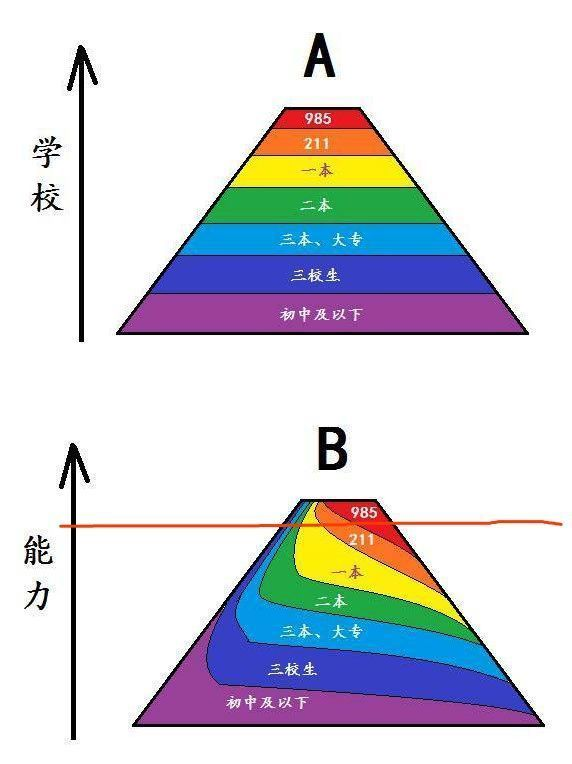 A
学校
985
211
一本
二本
三本、大专
三校生
初中及以下
B
能力
985
211
一本
二本
三本、大专
三校生
初中及以下